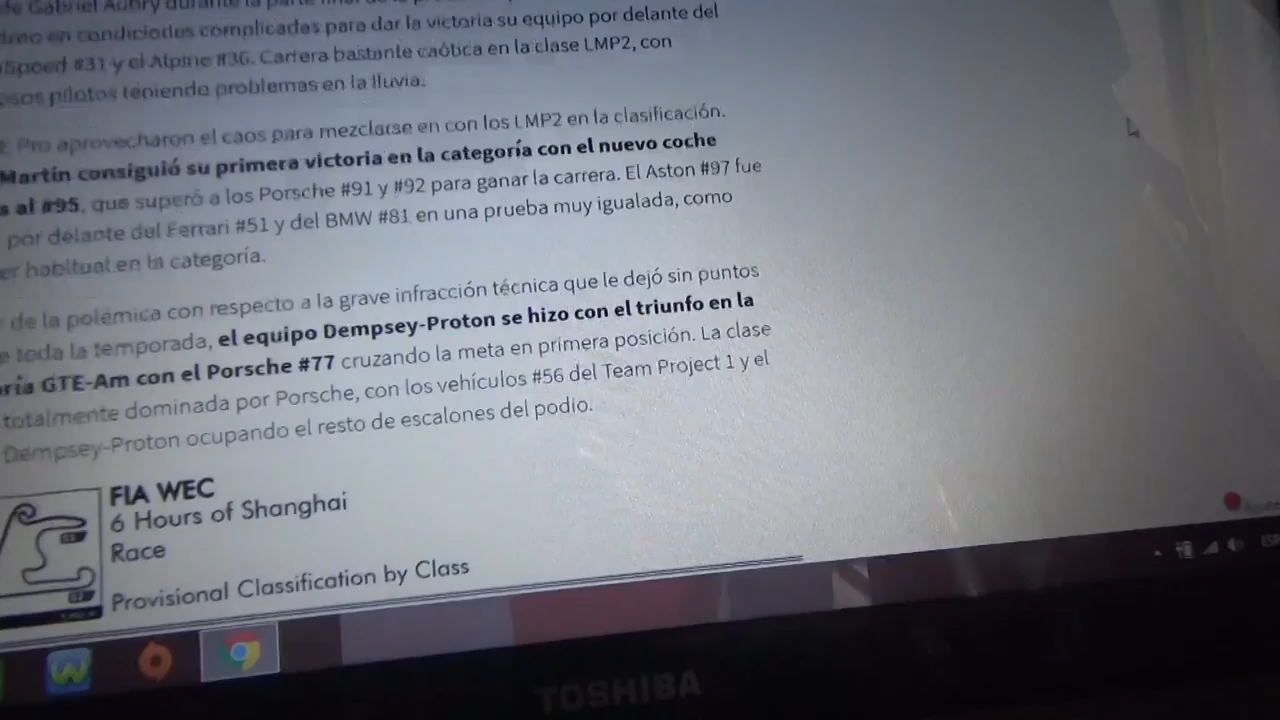 de Gabriel Aubry durante la parte final de la
en condiciodes complicadas para dar la victoria su equipo por delante del
#31 y el Alpine #36. Carrera bastante caótica en la clase LMP2, con
pilotos teniendo problemas en la lluvia.
Pro aprovecharon el caos para mezclarse en con los LMP2 en la clasificación.
Martin consiguió su primera victoria en la categoría con el nuevo coche
s al #95, que superó a los Porsche #91 y #92 para ganar la carrera. El Aston #97 fue
por delante del Ferrari #51 y del BMW #81 en una prueba muy igualada, como
er habitual en la categoría.
de la polémica con respecto a la grave infracción técnica que le dejó sin puntos
e toda la temporada, el equipo Dempsey-Proton se hizo con el triunfo en la
oría GTE-Am con el Porsche #77 cruzando la meta en primera posición. La clase
totalmente dominada por Porsche, con los vehículos #56 del Team Project 1 y el
Dempsey-Proton ocupando el resto de escalones del podio.
FIA WEC
6 Hours of Shanghai
Race
Provisional Classification by Class
TOSHIBA